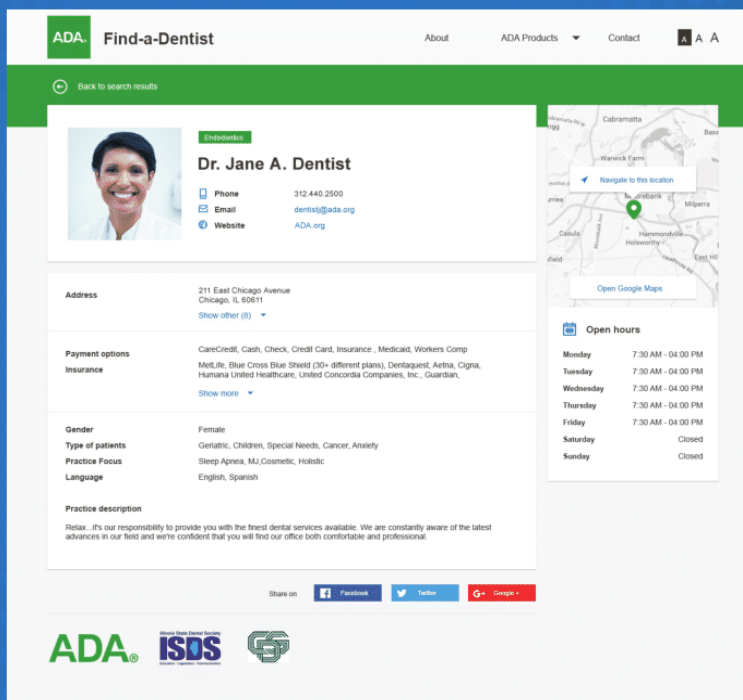 ADA. Find-a-Dentist
About
ADA Products
Contact
A A A
Back to search results
Endodontics
Dr. Jane A. Dentist
Phone 312.440.2500
Email dentistj@ada.org
Website ADA.org
Address
211 East Chicago Avenue
Chicago, IL 60611
Show other (8)
Payment options CareCredit, Cash, Check, Credit Card, Insurance , Medicaid, Workers Comp
Insurance MetLife, Blue Cross Blue Shield (30+ different plans), Dentaquest, Aetna, Cigna,
Humana United Healthcare, United Concordia Companies, Inc., Guardian,
Show more
Gender Female
Type of patients Geriatric, Children, Special Needs, Cancer, Anxiety
Practice Focus Sleep Apnea, MJ,Cosmetic, Holistic
Language English, Spanish
Practice description
Relax...it's our responsibility to provide you with the finest dental services available. We are constantly aware of the latest
advances in our field and we're confident that you will find our office both comfortable and professional.
Cabramatta
Warwick Farm
Navigate to this location
Milperra
Casula
Hammondville
Holsworthy
East Hil
Open Google Maps
Open hours
Monday 7:30 AM - 04:00 PM
Tuesday 7:30 AM - 04:00 PM
Wednesday 7:30 AM - 04:00 PM
Thursday 7:30 AM - 04:00 PM
Friday 7:30 AM - 04:00 PM
Saturday Closed
Sunday Closed
Share on
Facebook
Twitter
G+ Google +
ADA®
Illinois State Dental Society
ISDS